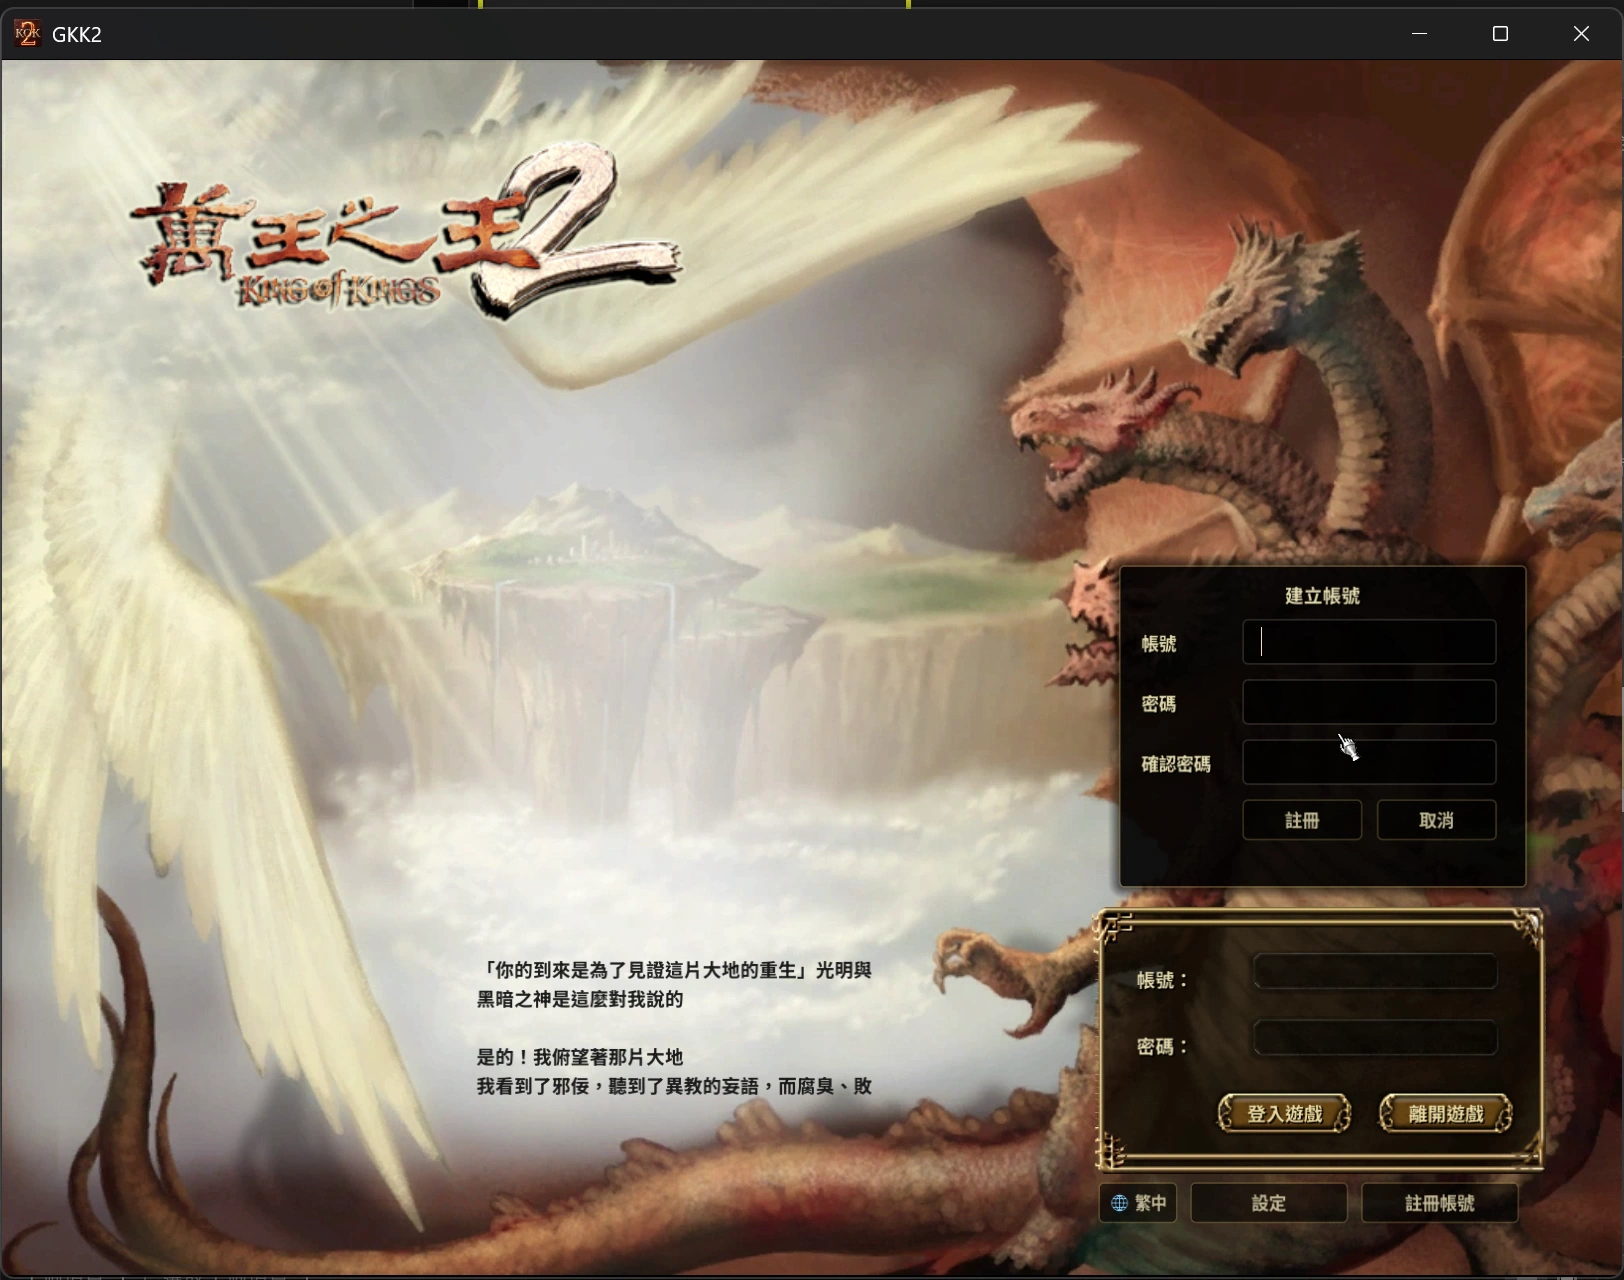 GKK2
萬王之王2
King of Kings
建立帳號
帳號
密碼
確認密碼
註冊
取消
「你的到來是為了見證這片大地的重生」光明與
黑暗之神是這麼對我說的
是的！我俯望著那片大地
我看到了邪佞，聽到了異教的妄語，而腐臭、敗
帳號：
密碼：
登入遊戲
離開遊戲
繁中
設定
註冊帳號